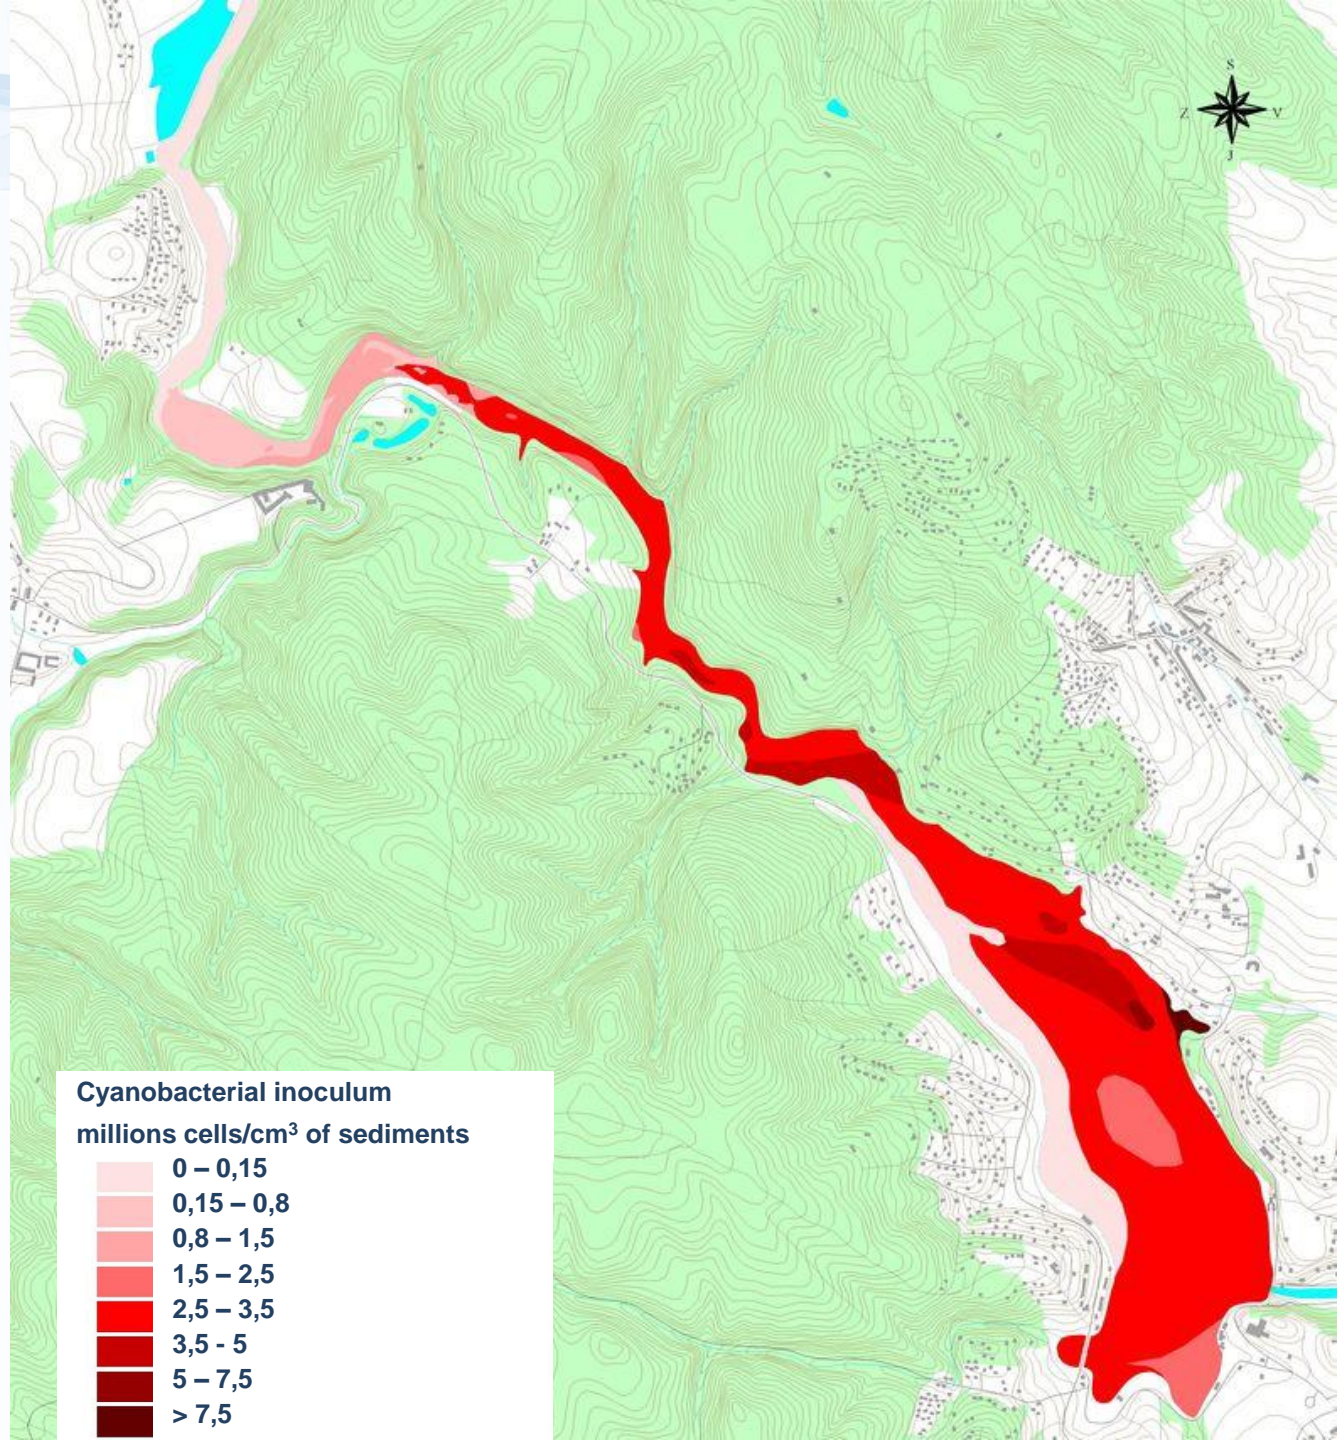 S
Z V
J
Cyanobacterial inoculum
millions cells/cm³ of sediments
0 – 0,15
0,15 – 0,8
0,8 – 1,5
1,5 – 2,5
2,5 – 3,5
3,5 - 5
5 – 7,5
> 7,5